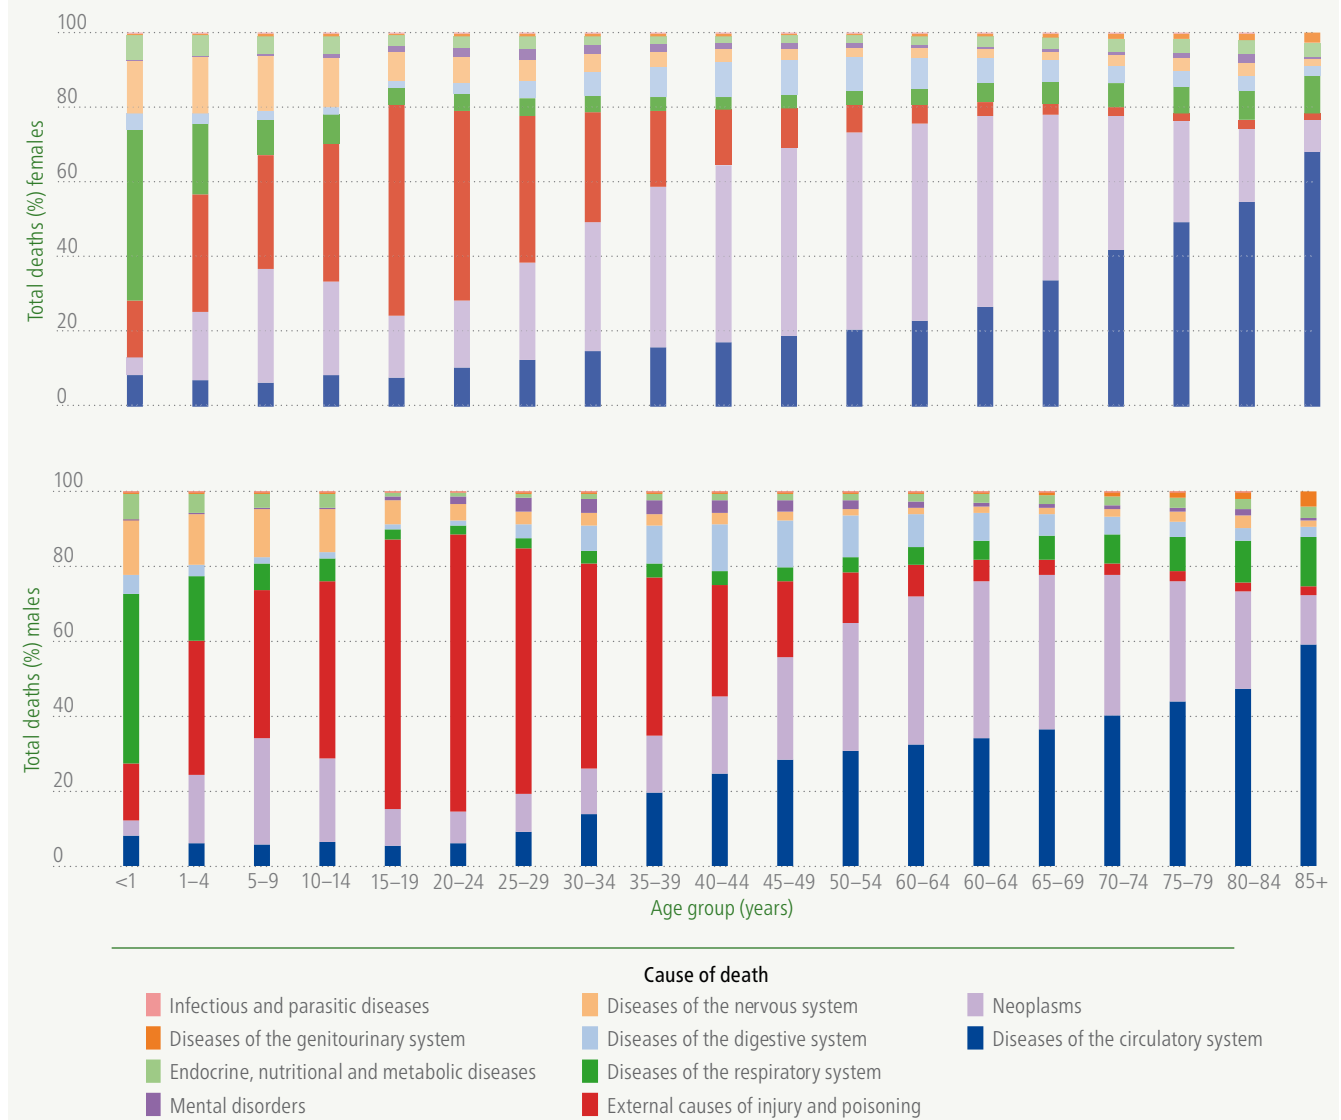 100
80
60
40
20
0
Total deaths (%) females
100
80
60
40
20
0
Total deaths (%) males
<1 1–4 5–9 10–14 15–19 20–24 25–29 30–34 35–39 40–44 45–49 50–54 60–64 60–64 65–69 70–74 75–79 80–84 85+
Age group (years)
Cause of death
Infectious and parasitic diseases
Diseases of the genitourinary system
Endocrine, nutritional and metabolic diseases
Mental disorders
Diseases of the nervous system
Diseases of the digestive system
Diseases of the respiratory system
External causes of injury and poisoning
Neoplasms
Diseases of the circulatory system